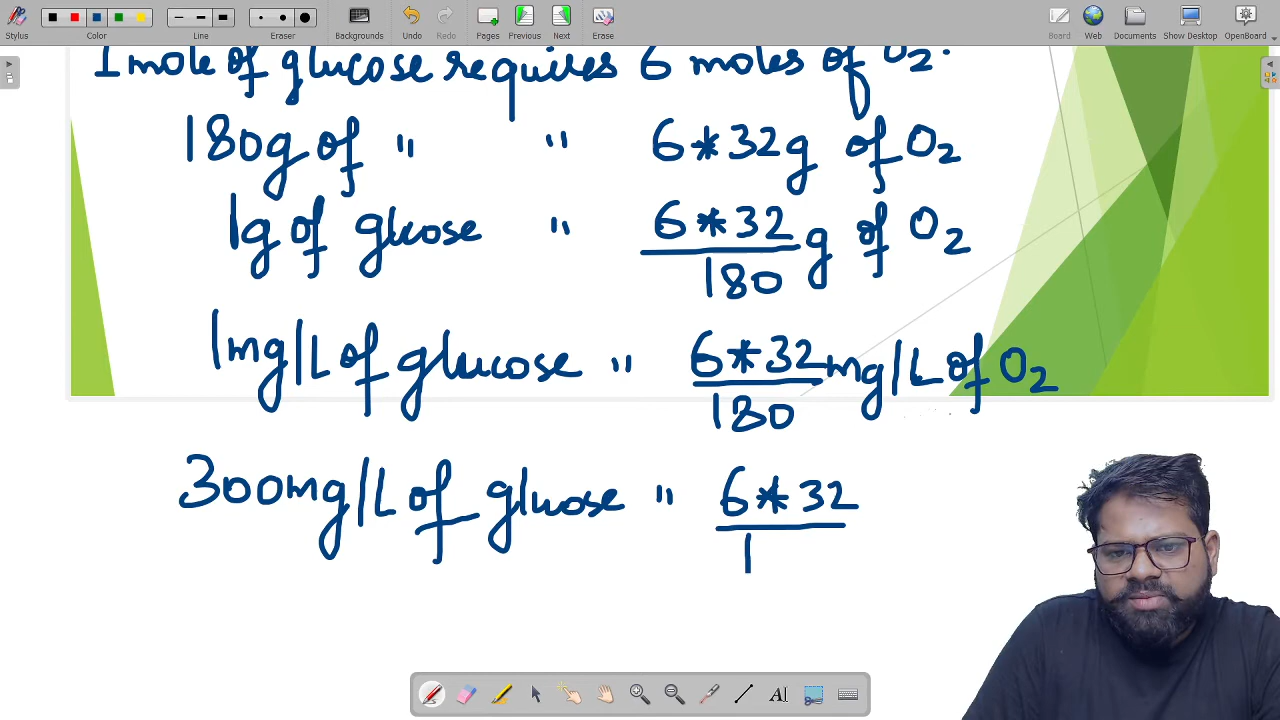 Stylus
Color
Line
Eraser
Backgrounds
Undo
Redo
Pages
Previous
Next
Erase
Board
Web
Documents
Show Desktop
OpenBoard
1 mole of glucose requires 6 moles of O2.
180g of " " 6*32g of O2
1g of glucose " 6*32/180 g of O2
1mg/L of glucose " 6*32/180 mg/L of O2
300mg/L of glucose " 6*32/1